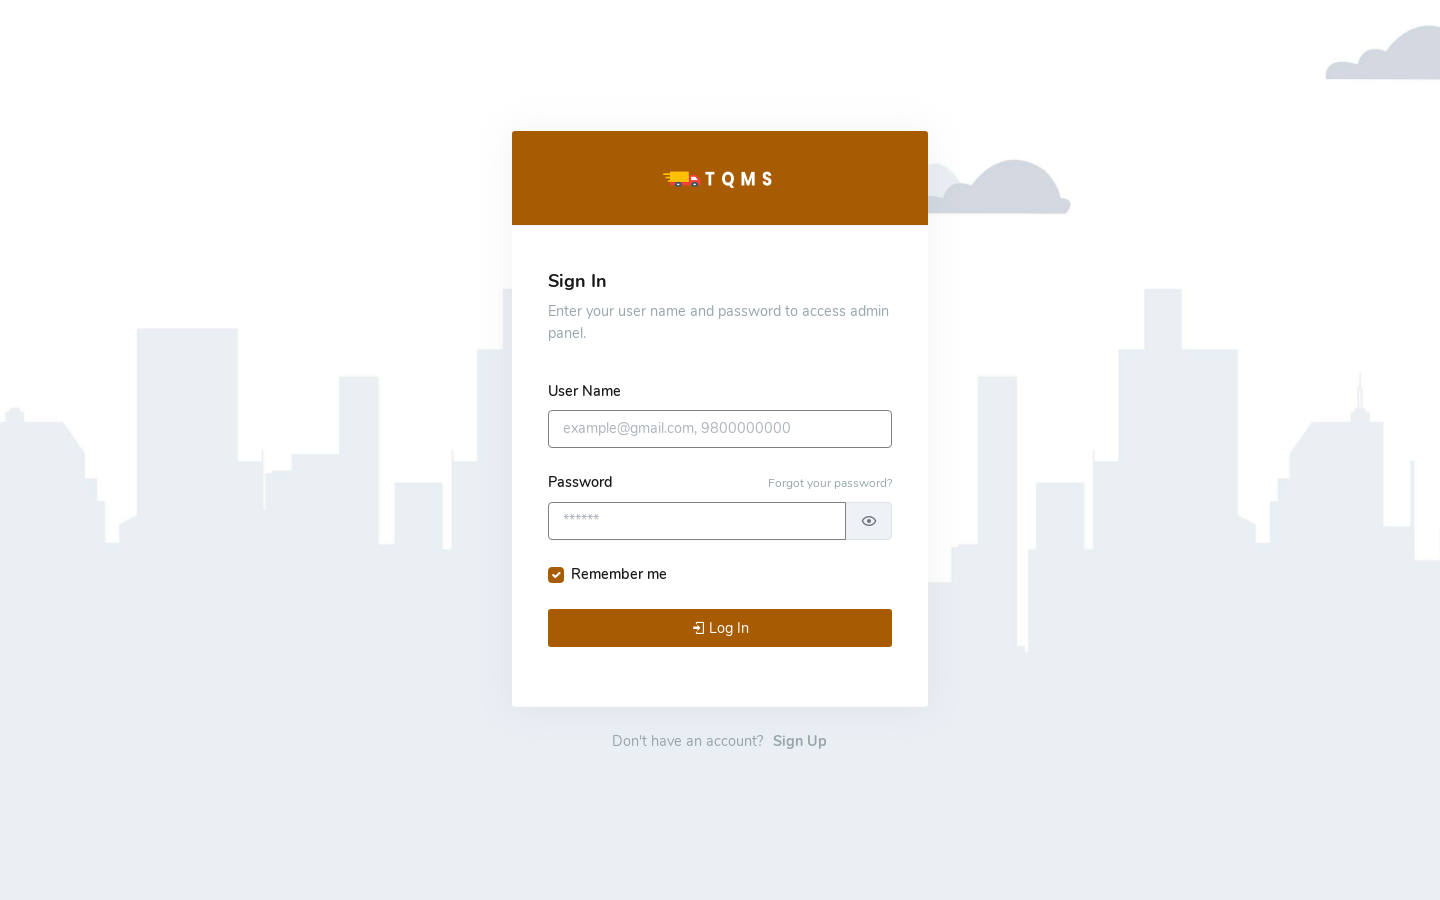 TQMS
Sign In
Enter your user name and password to access admin
panel.
User Name
example@gmail.com, 9800000000
Password
Forgot your password?
******
Remember me
Log In
Don't have an account? Sign Up